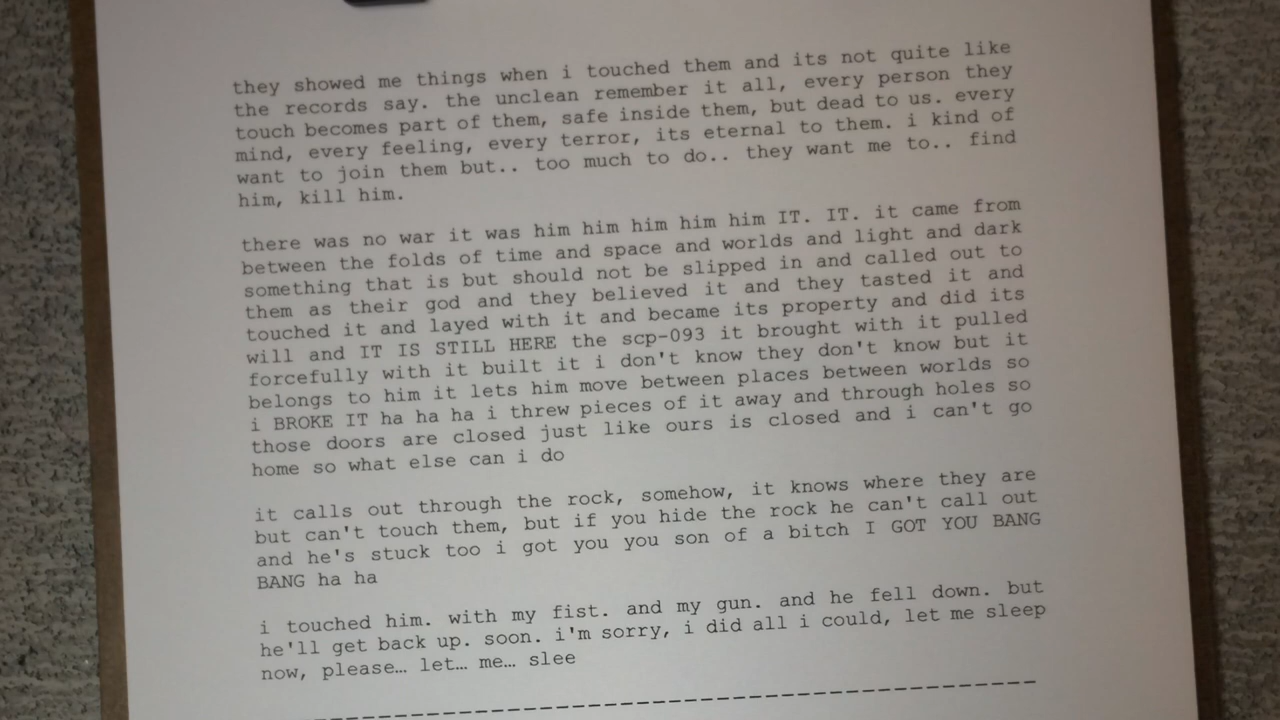 they showed me things when i touched them and its not quite like
the records say. the unclean remember it all, every person they
touch becomes part of them, safe inside them, but dead to us. every
mind, every feeling, every terror, its eternal to them. i kind of
want to join them but.. too much to do.. they want me to.. find
him, kill him.
there was no war it was him him him him him IT. IT. it came from
between the folds of time and space and worlds and light and dark
something that is but should not be slipped in and called out to
them as their god and they believed it and they tasted it and
touched it and layed with it and became its property and did its
will and IT IS STILL HERE the scp-093 it brought with it pulled
forcefully with it built it i don't know they don't know but it
belongs to him it lets him move between places between worlds so
i BROKE IT ha ha ha i threw pieces of it away and through holes so
those doors are closed just like ours is closed and i can't go
home so what else can i do
it calls out through the rock, somehow, it knows where they are
but can't touch them, but if you hide the rock he can't call out
and he's stuck too i got you you son of a bitch I GOT YOU BANG
BANG ha ha
i touched him. with my fist. and my gun. and he fell down. but
he'll get back up. soon. i'm sorry, i did all i could, let me sleep
now, please… let… me… slee